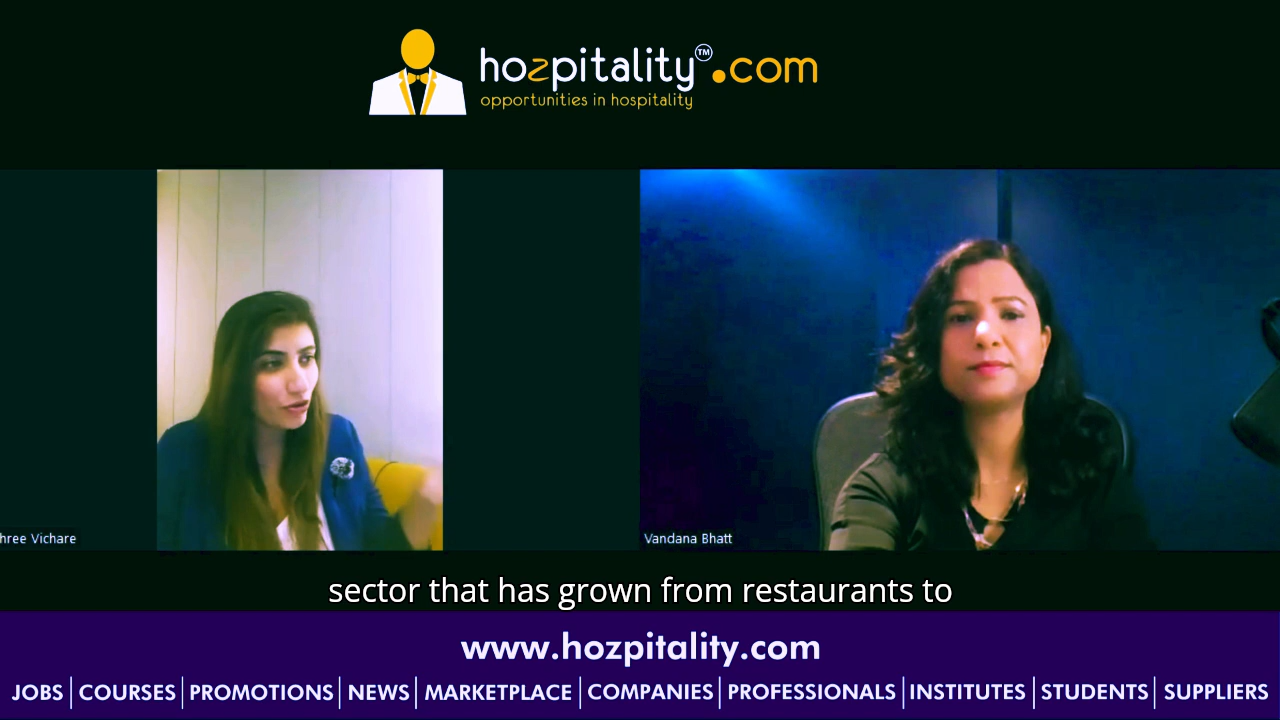 hozpitality™.com
opportunities in hospitality
hree Vichare
Vandana Bhatt
sector that has grown from restaurants to
www.hozpitality.com
JOBS | COURSES | PROMOTIONS | NEWS | MARKETPLACE | COMPANIES | PROFESSIONALS | INSTITUTES | STUDENTS | SUPPLIERS